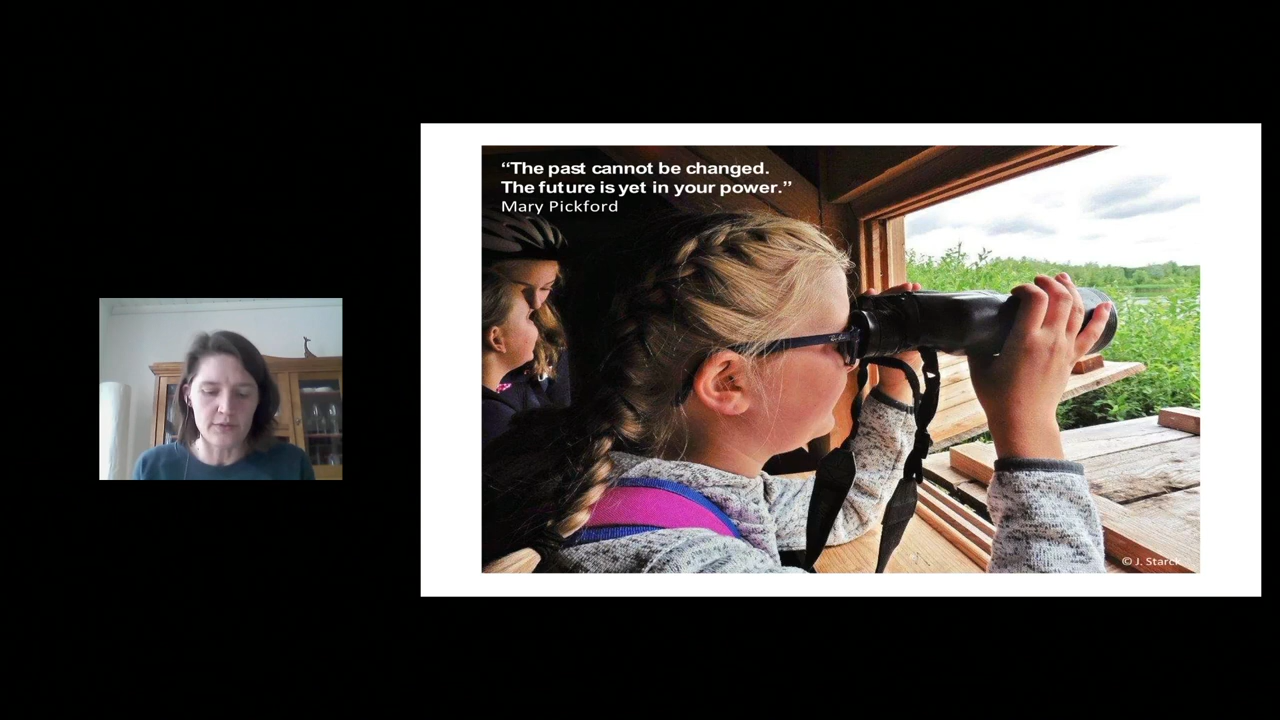 “The past cannot be changed.
The future is yet in your power.”
Mary Pickford
© J. Starck